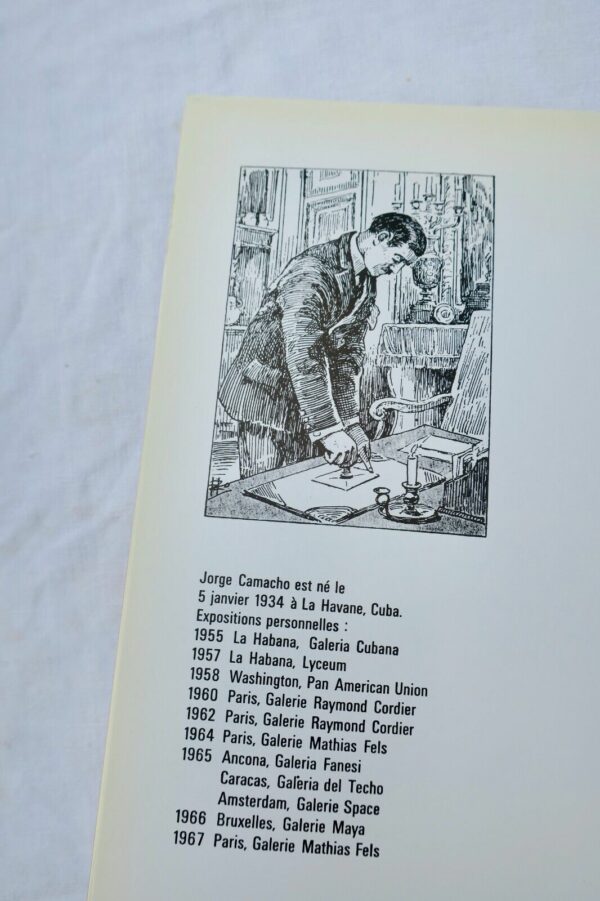 Jorge Camacho est né le
5 janvier 1934 à La Havane, Cuba.
Expositions personnelles :
1955 La Habana, Galeria Cubana
1957 La Habana, Lyceum
1958 Washington, Pan American Union
1960 Paris, Galerie Raymond Cordier
1962 Paris, Galerie Raymond Cordier
1964 Paris, Galerie Mathias Fels
1965 Ancona, Galeria Fanesi
Caracas, Galeria del Techo
Amsterdam, Galerie Space
1966 Bruxelles, Galerie Maya
1967 Paris, Galerie Mathias Fels